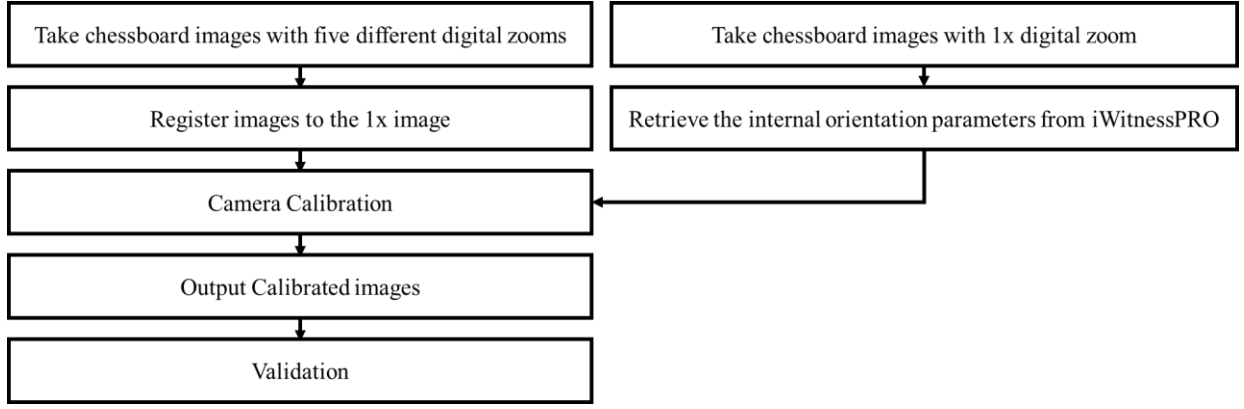 Take chessboard images with five different digital zooms
Take chessboard images with 1x digital zoom
Register images to the 1x image
Retrieve the internal orientation parameters from iWitnessPRO
Camera Calibration
Output Calibrated images
Validation